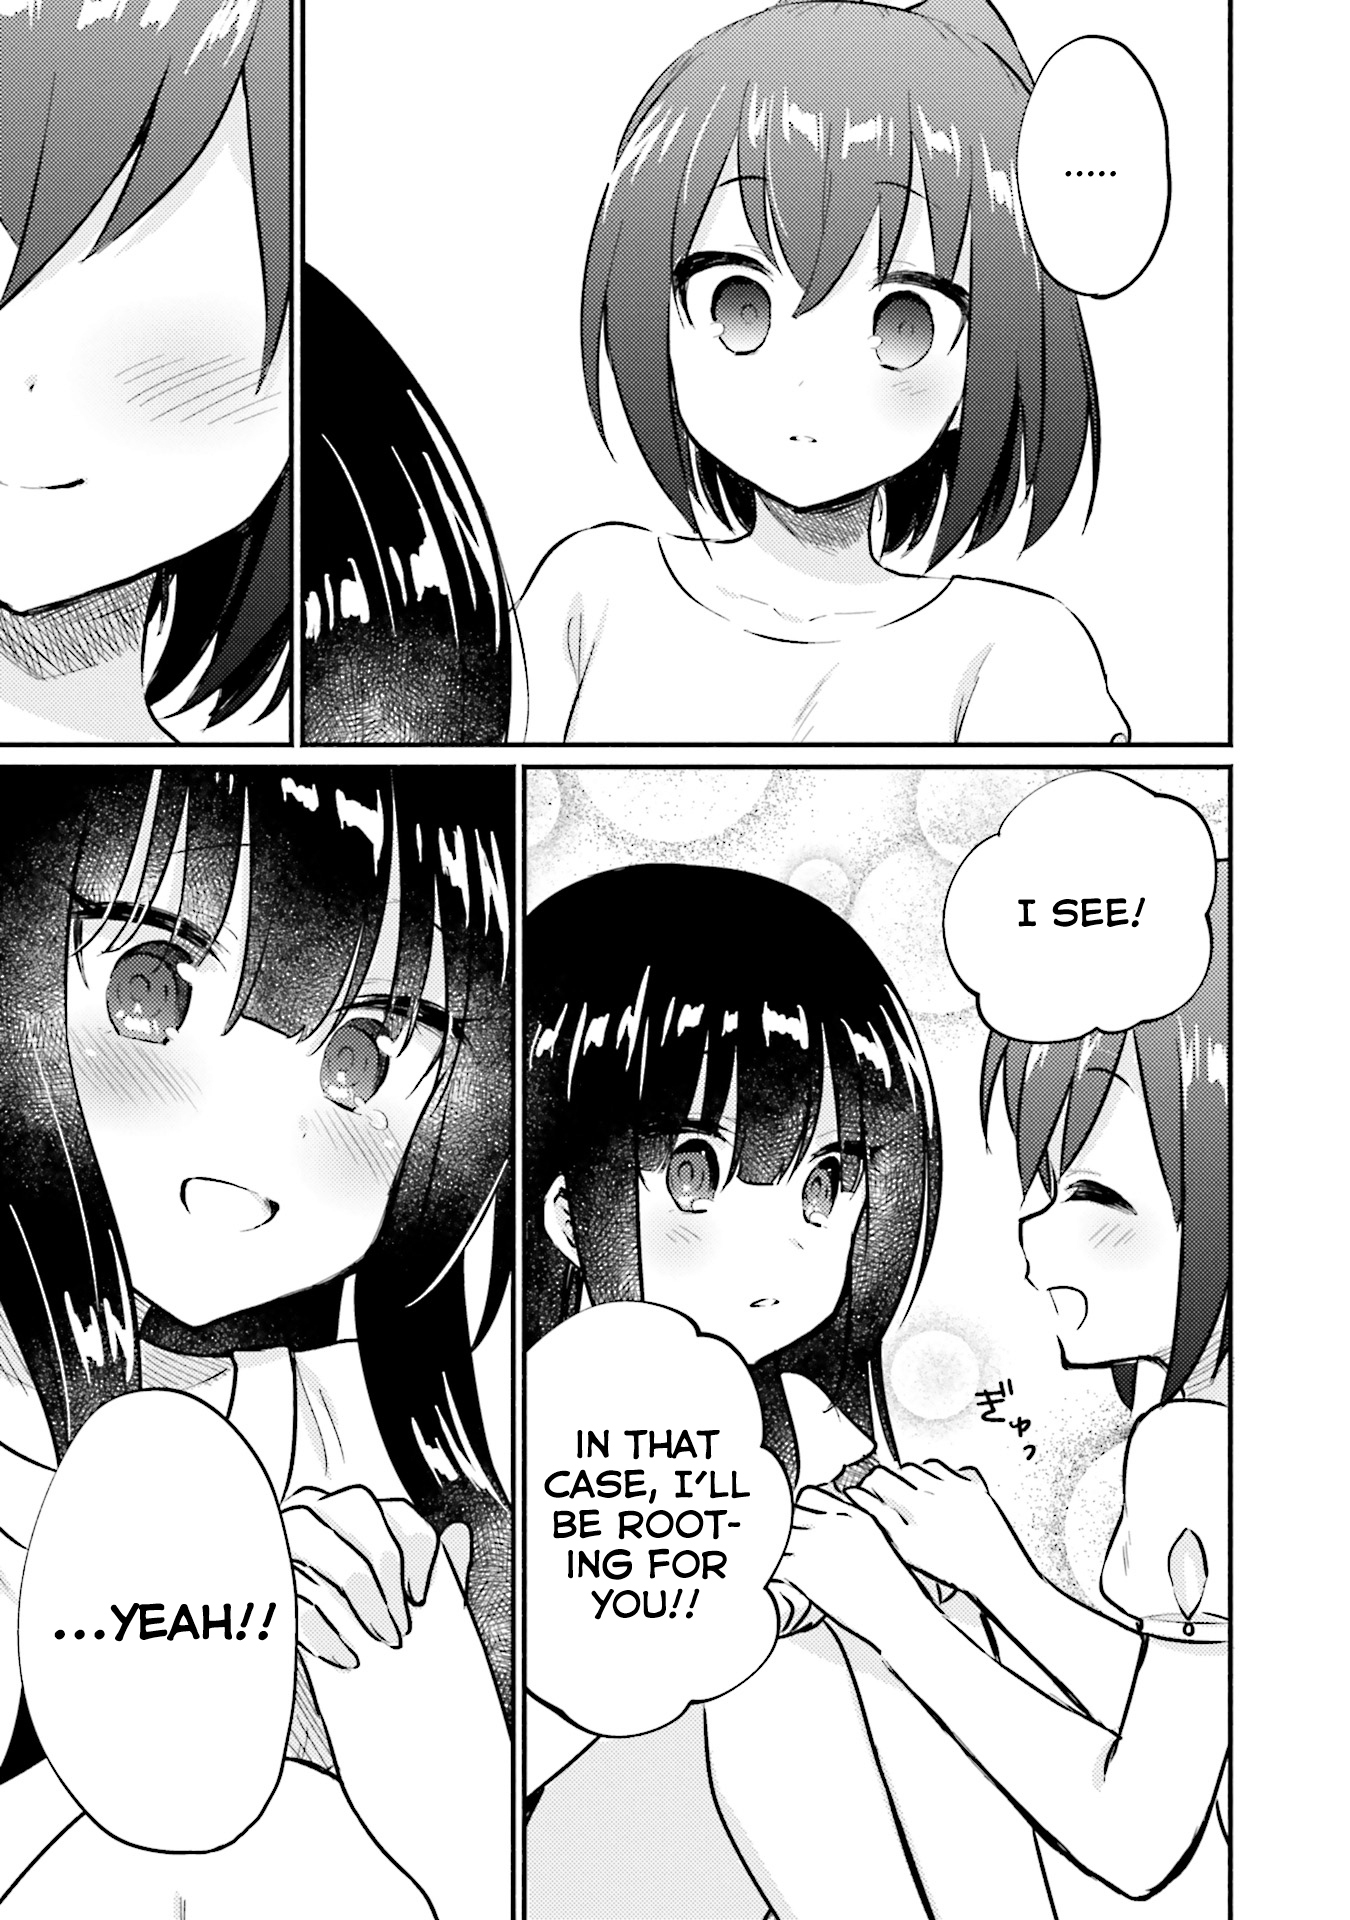 .....
I SEE!
ぎゅっ
IN THAT
CASE, I'LL
BE ROOT-
ING FOR
YOU!!
...YEAH!!